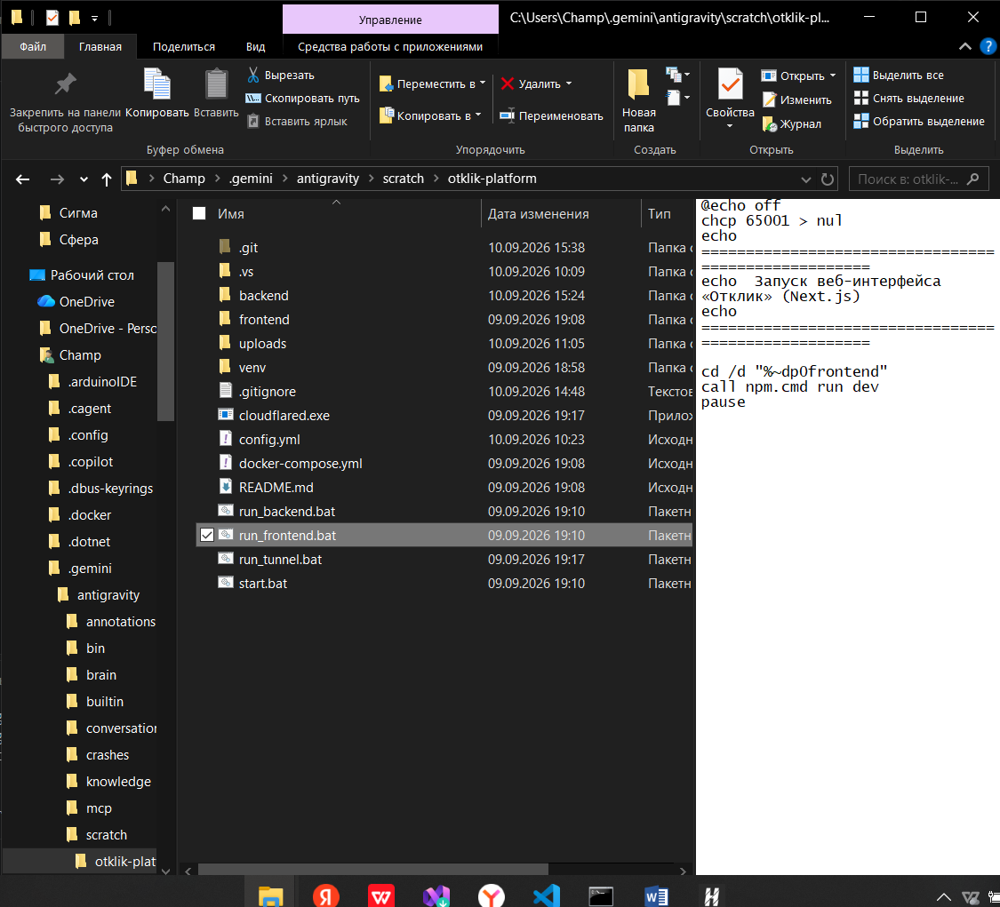 Управление
C:\Users\Champ\.gemini\antigravity\scratch\otklik-pl...
Файл
Главная
Поделиться
Вид
Средства работы с приложениями
Закрепить на панели быстрого доступа
Копировать
Вставить
Вырезать
Скопировать путь
Вставить ярлык
Буфер обмена
Переместить в
Копировать в
Удалить
Переименовать
Упорядочить
Новая папка
Создать
Свойства
Открыть
Изменить
Журнал
Открыть
Выделить все
Снять выделение
Обратить выделение
Выделить
Champ > .gemini > antigravity > scratch > otklik-platform
Поиск в: otklik-...
Сигма
Сфера
Рабочий стол
OneDrive
OneDrive - Persc
Champ
.arduinoIDE
.cagent
.config
.copilot
.dbus-keyrings
.docker
.dotnet
.gemini
antigravity
annotations
bin
brain
builtin
conversation
crashes
knowledge
mcp
scratch
otklik-plat
Имя Дата изменения Тип
.git 10.09.2026 15:38 Папка с
.vs 10.09.2026 10:09 Папка с
backend 10.09.2026 15:24 Папка с
frontend 09.09.2026 19:08 Папка с
uploads 10.09.2026 11:05 Папка с
venv 09.09.2026 18:58 Папка с
.gitignore 10.09.2026 14:48 Текстов
cloudflared.exe 09.09.2026 19:17 Прилож
config.yml 10.09.2026 10:23 Исходн
docker-compose.yml 09.09.2026 19:08 Исходн
README.md 09.09.2026 19:08 Исходн
run_backend.bat 09.09.2026 19:10 Пакетн
run_frontend.bat 09.09.2026 19:10 Пакетн
run_tunnel.bat 09.09.2026 19:17 Пакетн
start.bat 09.09.2026 19:10 Пакетн
@echo off
chcp 65001 > nul
echo
=================================
===================
echo  Запуск веб-интерфейса
«Отклик» (Next.js)
echo
=================================
===================
cd /d "%~dp0frontend"
call npm.cmd run dev
pause